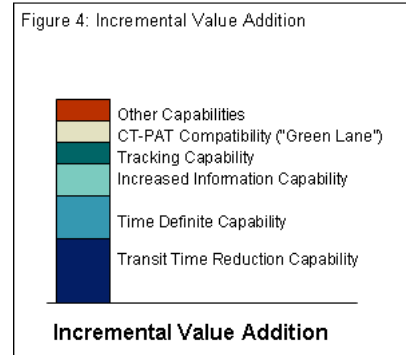 Figure 4: Incremental Value Addition
Other Capabilities
CT-PAT Compatibility ("Green Lane")
Tracking Capability
Increased Information Capability
Time Definite Capability
Transit Time Reduction Capability
Incremental Value Addition